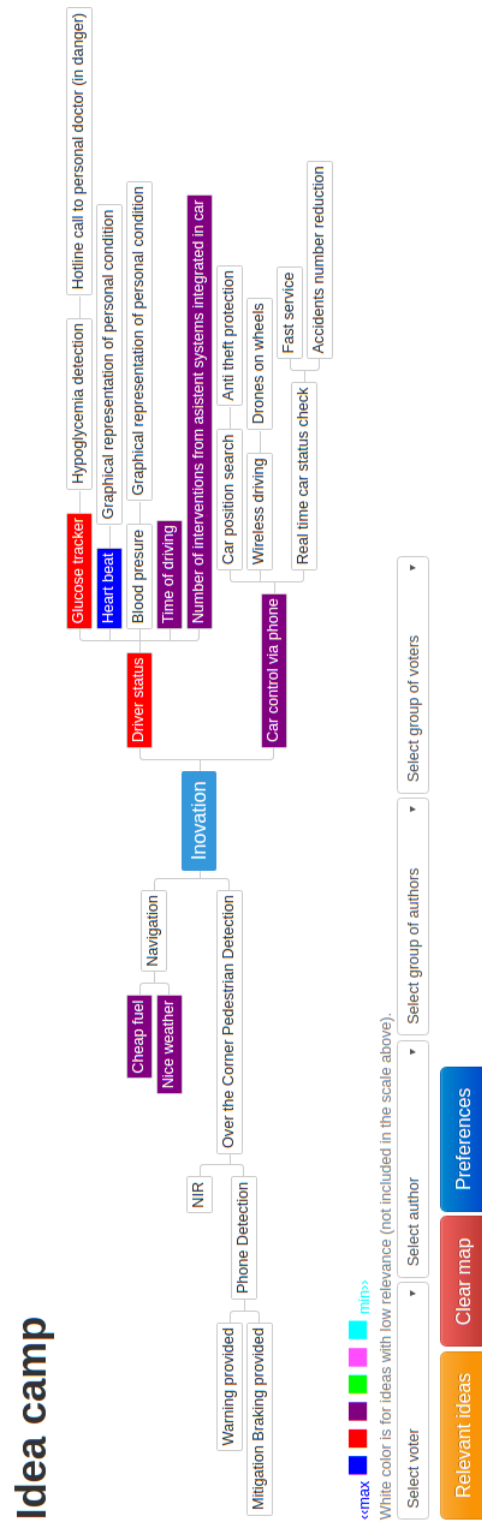 Idea camp
Glucose tracker
Hypoglycemia detection
Hotline call to personal doctor (in danger)
Heart beat
Graphical representation of personal condition
Blood presure
Graphical representation of personal condition
Driver status
Time of driving
Number of interventions from asistent systems integrated in car
Inovation
Navigation
Cheap fuel
Nice weather
Over the Corner Pedestrian Detection
NIR
Phone Detection
Warning provided
Mitigation Braking provided
Car control via phone
Car position search
Anti theft protection
Wireless driving
Drones on wheels
Real time car status check
Fast service
Accidents number reduction
‹‹max min››
White color is for ideas with low relevance (not included in the scale above).
Select voter
Select author
Select group of authors
Select group of voters
Relevant ideas
Clear map
Preferences